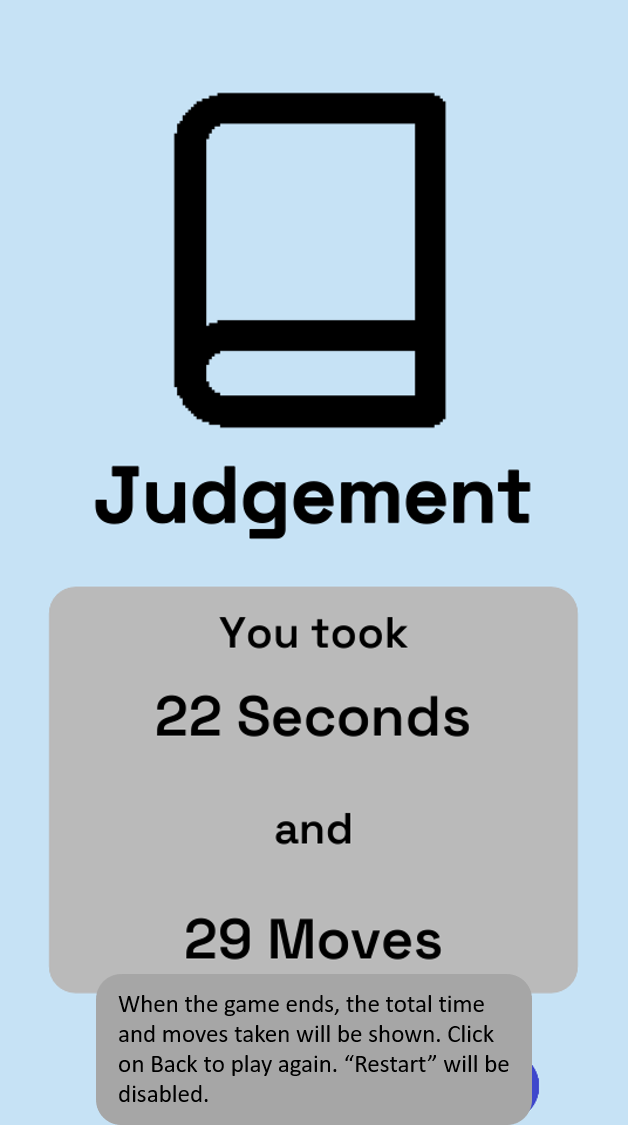 Judgement
You took
22 Seconds
and
29 Moves
When the game ends, the total time
and moves taken will be shown. Click
on Back to play again. “Restart” will be
disabled.